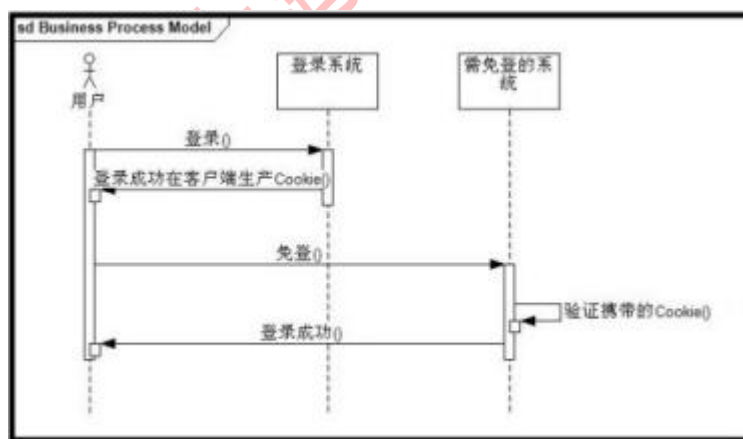 sd Business Process Model
用户
登录系统
需免登的系
统
登录()
登录成功在客户端生产Cookie()
免登()
验证携带的Cookie()
登录成功()